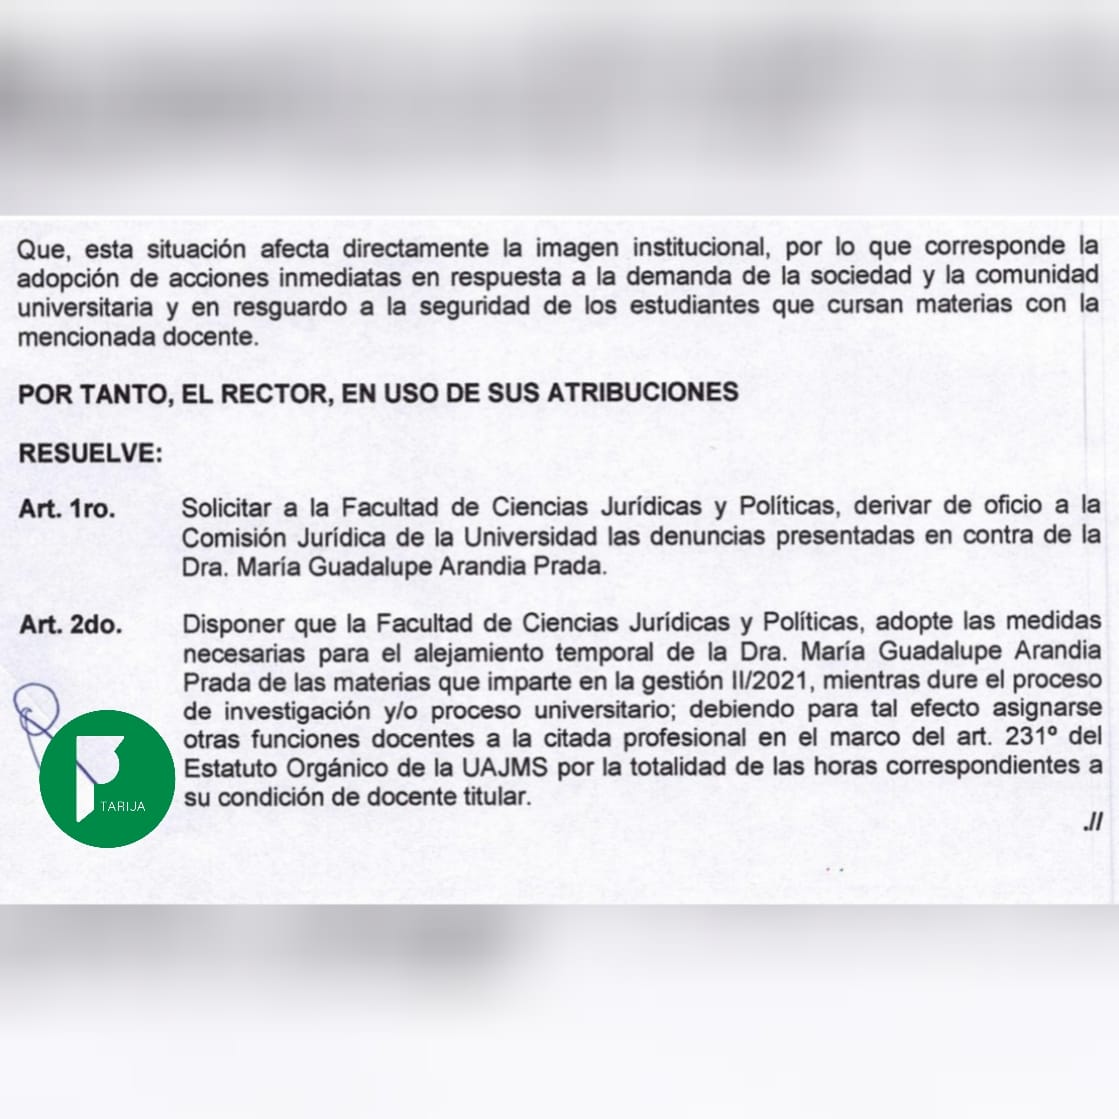 Que, esta situación afecta directamente la imagen institucional, por lo que corresponde la
adopción de acciones inmediatas en respuesta a la demanda de la sociedad y la comunidad
universitaria y en resguardo a la seguridad de los estudiantes que cursan materias con la
mencionada docente.
POR TANTO, EL RECTOR, EN USO DE SUS ATRIBUCIONES
RESUELVE:
Art. 1ro. Solicitar a la Facultad de Ciencias Jurídicas y Políticas, derivar de oficio a la
Comisión Jurídica de la Universidad las denuncias presentadas en contra de la
Dra. María Guadalupe Arandia Prada.
Art. 2do. Disponer que la Facultad de Ciencias Jurídicas y Políticas, adopte las medidas
necesarias para el alejamiento temporal de la Dra. María Guadalupe Arandia
Prada de las materias que imparte en la gestión II/2021, mientras dure el proceso
de investigación y/o proceso universitario; debiendo para tal efecto asignarse
otras funciones docentes a la citada profesional en el marco del art. 231º del
Estatuto Orgánico de la UAJMS por la totalidad de las horas correspondientes a
su condición de docente titular.
.//
TARIJA